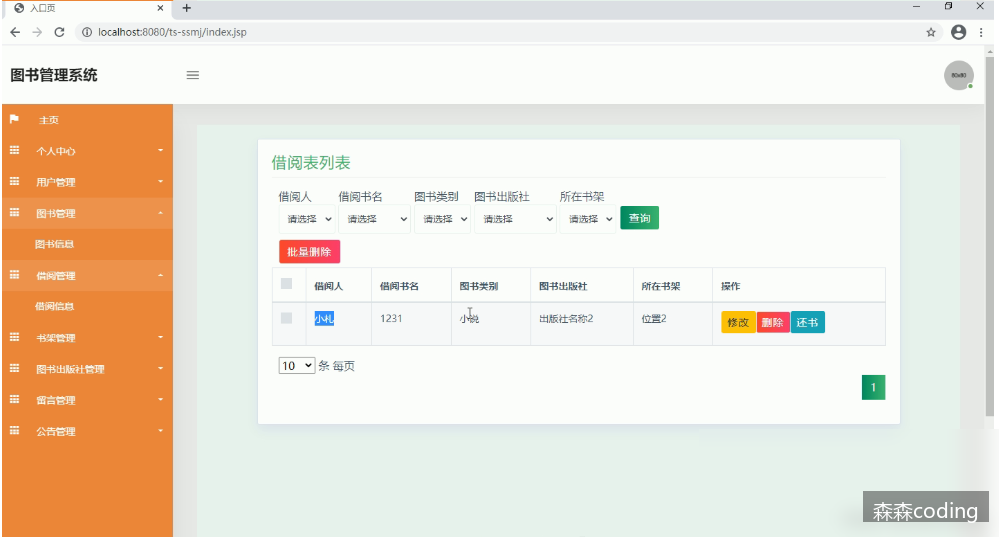 入口页
localhost:8080/ts-ssmj/index.jsp
图书管理系统
60x60
主页
个人中心
用户管理
图书管理
图书信息
借阅管理
借阅信息
书架管理
图书出版社管理
留言管理
公告管理
借阅表列表
借阅人 借阅书名 图书类别 图书出版社 所在书架
请选择 请选择 请选择 请选择 请选择 查询
批量删除
借阅人 借阅书名 图书类别 图书出版社 所在书架 操作
小札 1231 小说 出版社名称2 位置2 修改 删除 还书
10 条 每页
1
森森coding